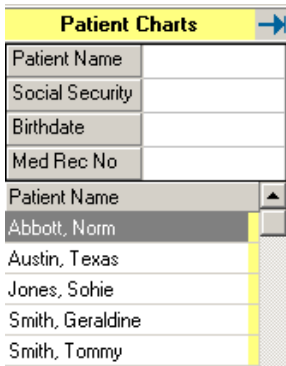 Patient Charts
Patient Name
Social Security
Birthdate
Med Rec No
Patient Name
Abbott, Norm
Austin, Texas
Jones, Sohie
Smith, Geraldine
Smith, Tommy